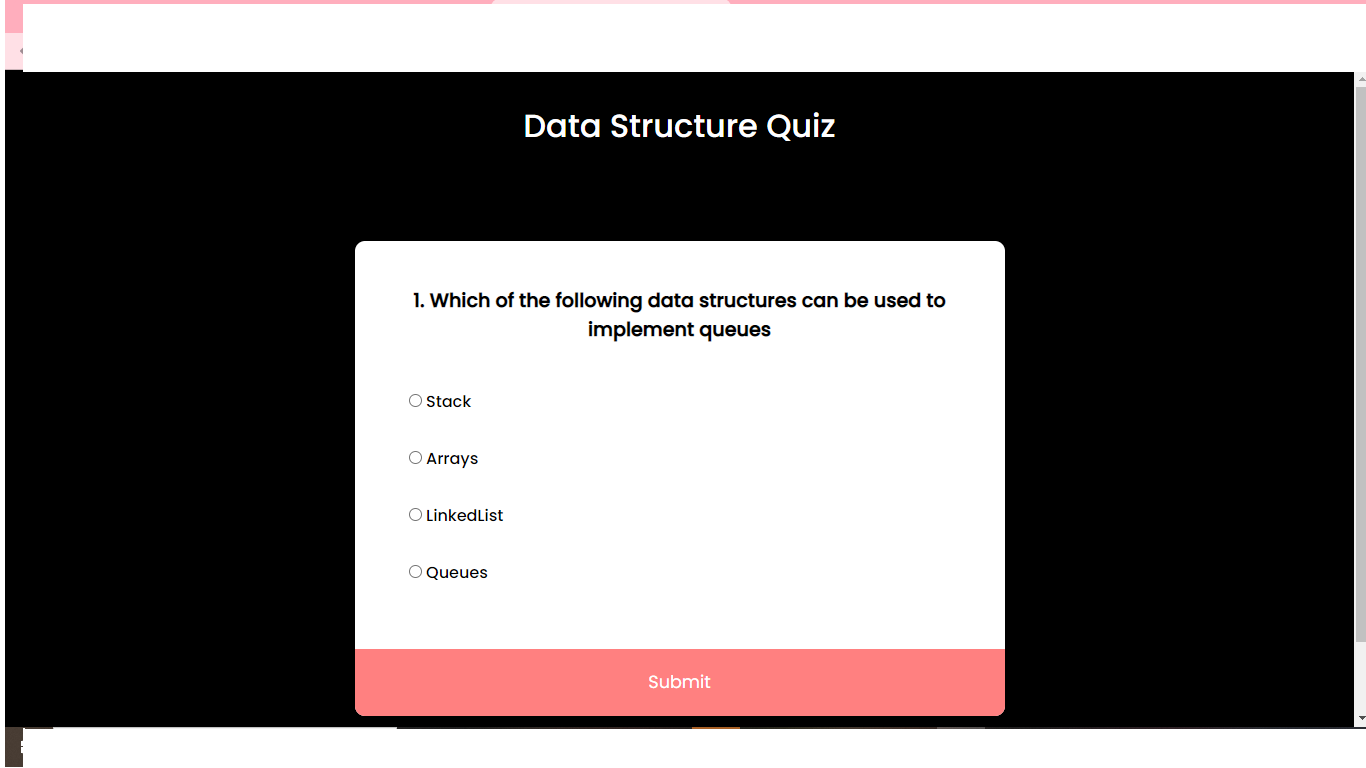 Data Structure Quiz
1. Which of the following data structures can be used to
implement queues
Stack
Arrays
LinkedList
Queues
Submit